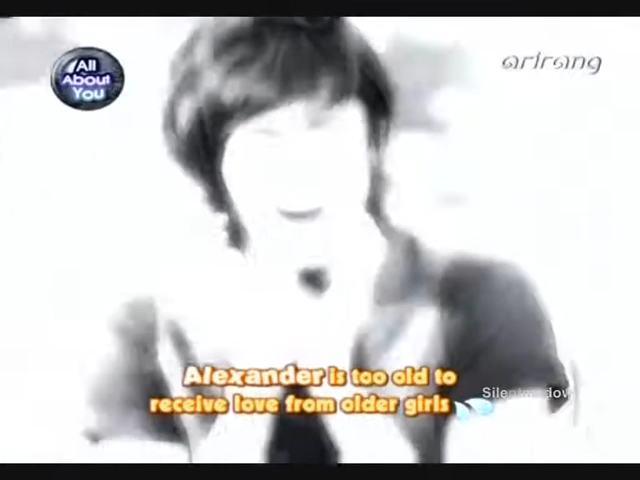 All
About
You
arirang
Alexander is too old to
receive love from older girls